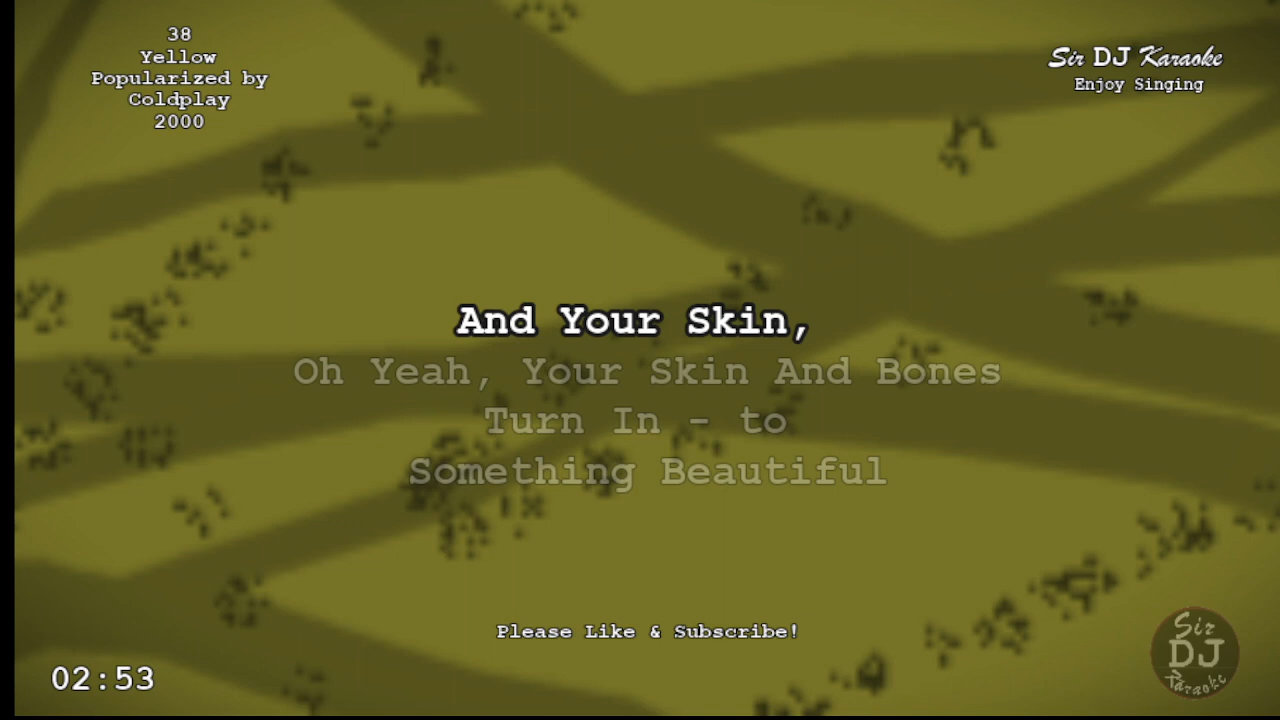 38
Yellow
Popularized by
Coldplay
2000
Sir DJ Karaoke
Enjoy Singing
And Your Skin,
Oh Yeah, Your Skin And Bones
Turn In - to
Something Beautiful
Please Like & Subscribe!
02:53
Sir
DJ
Karaoke